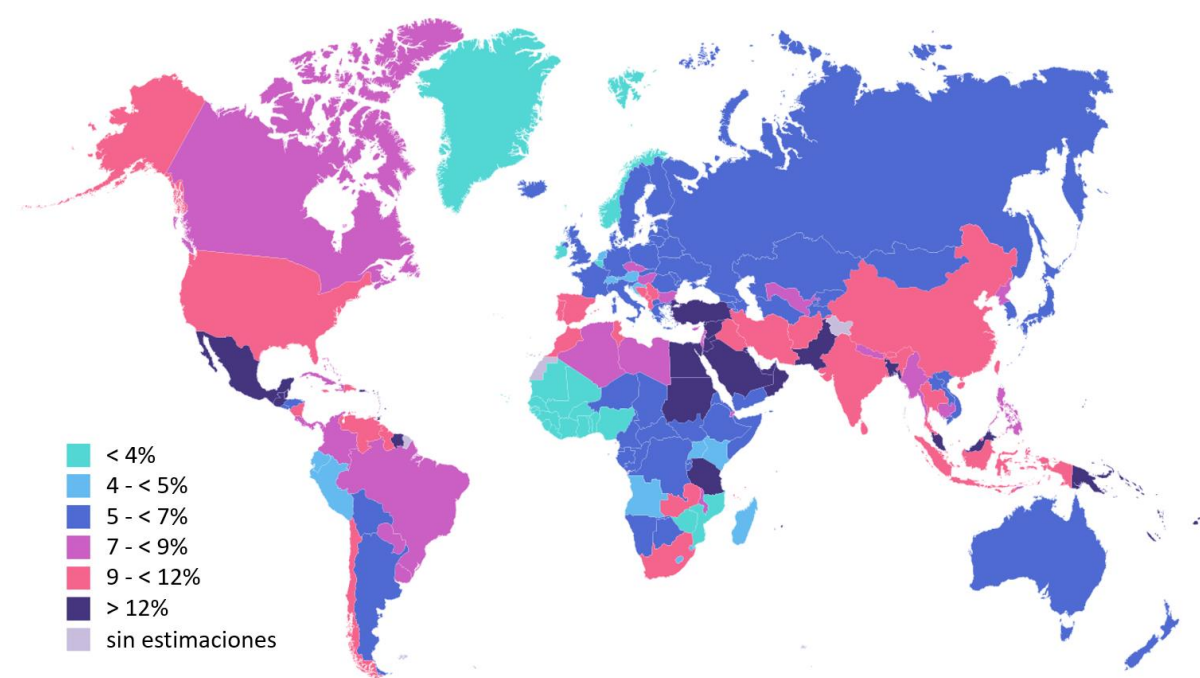 < 4%
4 - < 5%
5 - < 7%
7 - < 9%
9 - < 12%
> 12%
sin estimaciones